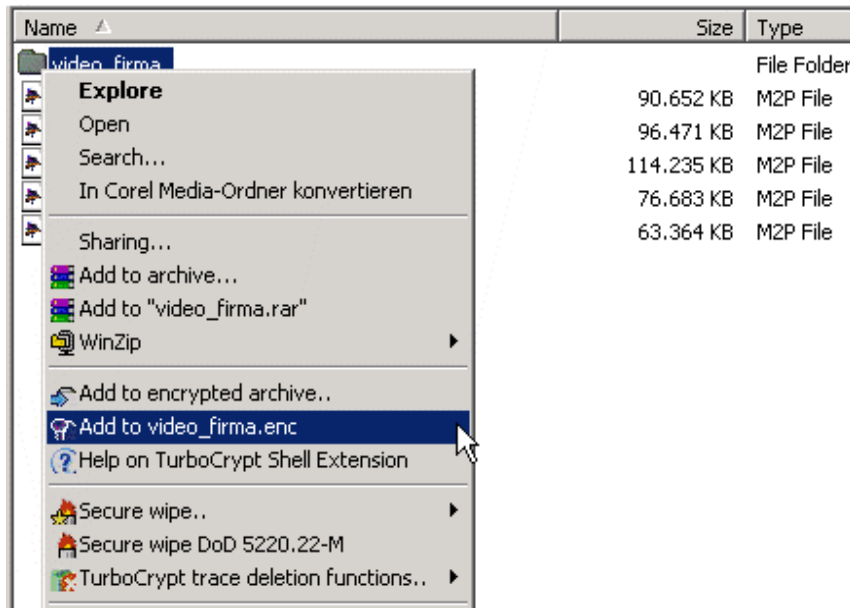 Name Size Type
video_firma File Folder
Explore
90.652 KB M2P File
Open
96.471 KB M2P File
Search...
114.235 KB M2P File
In Corel Media-Ordner konvertieren
76.683 KB M2P File
Sharing...
63.364 KB M2P File
Add to archive...
Add to "video_firma.rar"
WinZip
Add to encrypted archive..
Add to video_firma.enc
Help on TurboCrypt Shell Extension
Secure wipe..
Secure wipe DoD 5220.22-M
TurboCrypt trace deletion functions..